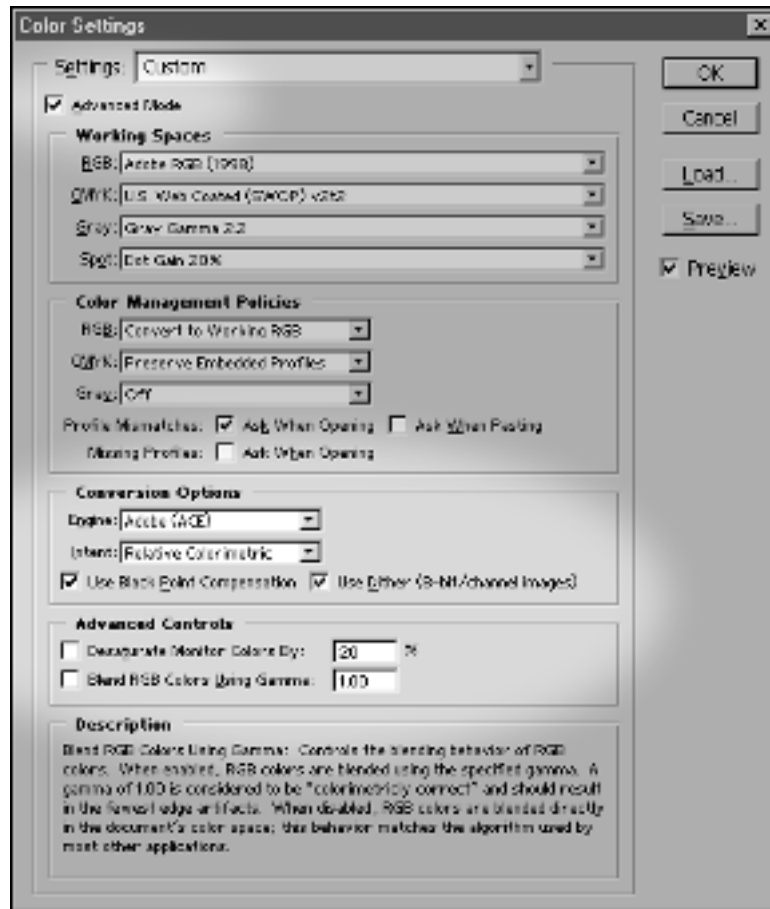 Color Settings
Settings: Custom
OK
Advanced Mode
Cancel
Working Spaces
RGB: Adobe RGB (1998)
Load...
CMYK: U.S. Web Coated (SWOP) v2
Save...
Gray: Gray Gamma 2.2
Spot: Dot Gain 20%
Preview
Color Management Policies
RGB: Convert to Working RGB
CMYK: Preserve Embedded Profiles
Gray: Off
Profile Mismatches: Ask When Opening Ask When Pasting
Missing Profiles: Ask When Opening
Conversion Options
Engine: Adobe (ACE)
Intent: Relative Colorimetric
Use Black Point Compensation Use Dither (8-bit/channel images)
Advanced Controls
Desaturate Monitor Colors By: 20 %
Blend RGB Colors Using Gamma: 1.00
Description
Blend RGB Colors Using Gamma: Controls the blending behavior of RGB
colors. When enabled, RGB colors are blended using the specified gamma. A
gamma of 1.00 is considered to be "colorimetricly correct" and should result
in the fewest edge artifacts. When disabled, RGB colors are blended directly
in the document's color space; this behavior matches the algorithm used by
most other applications.